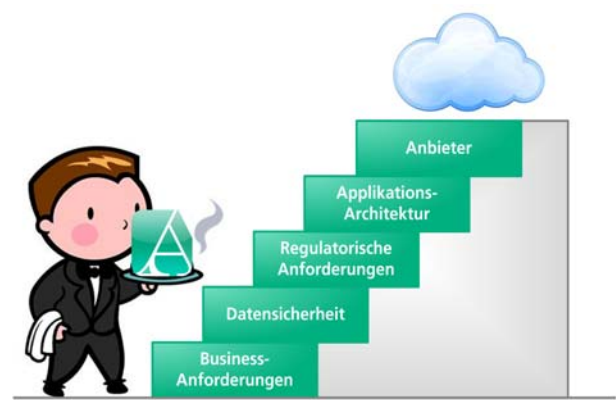 Anbieter
Applikations-
Architektur
Regulatorische
Anforderungen
Datensicherheit
Business-
Anforderungen
A